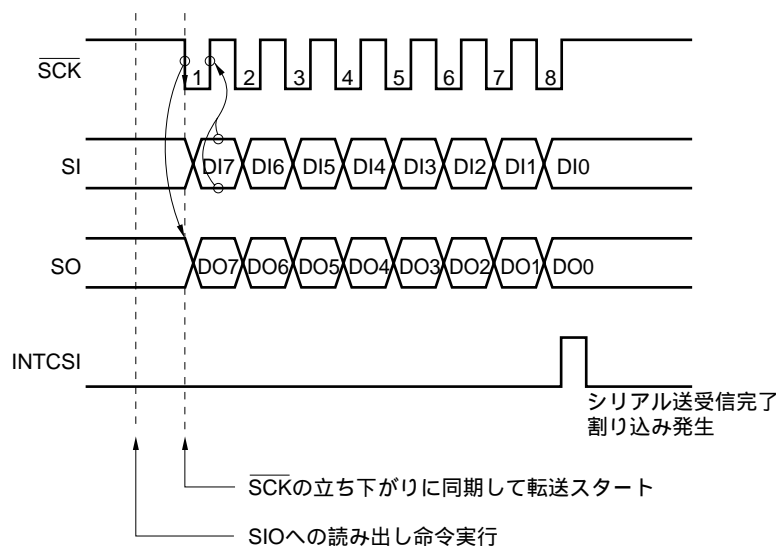 SCK
1 2 3 4 5 6 7 8
SI
DI7 DI6 DI5 DI4 DI3 DI2 DI1 DI0
SO
DO7 DO6 DO5 DO4 DO3 DO2 DO1 DO0
INTCSI
シリアル送受信完了
割り込み発生
SCKの立ち下がりに同期して転送スタート
SIOへの読み出し命令実行